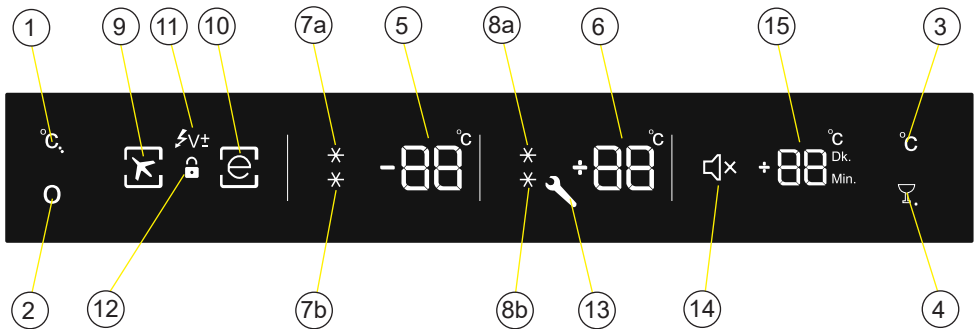 1 9 11 10 7a 5 8a 6 15 3
°C V± °C °C °C °C
e -88 +88 +88 Dk.
O Min.
2 12 7b 8b 13 14 4